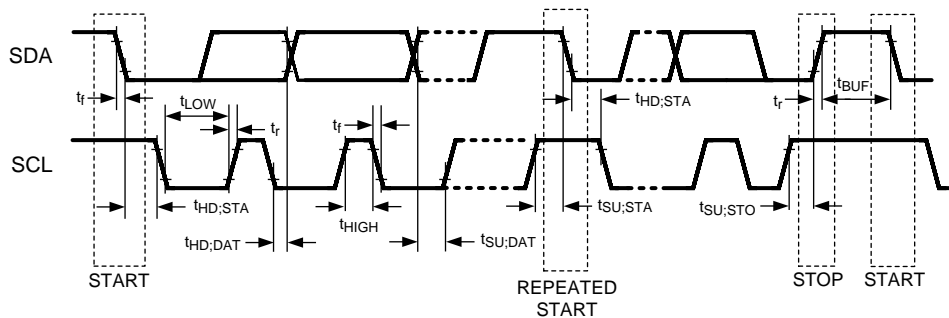 SDA
tf
tLOW
tr
tf
tHD;STA
tr
tBUF
SCL
tHD;STA
tHD;DAT
tHIGH
tSU;DAT
tSU;STA
tSU;STO
START
REPEATED
START
STOP
START